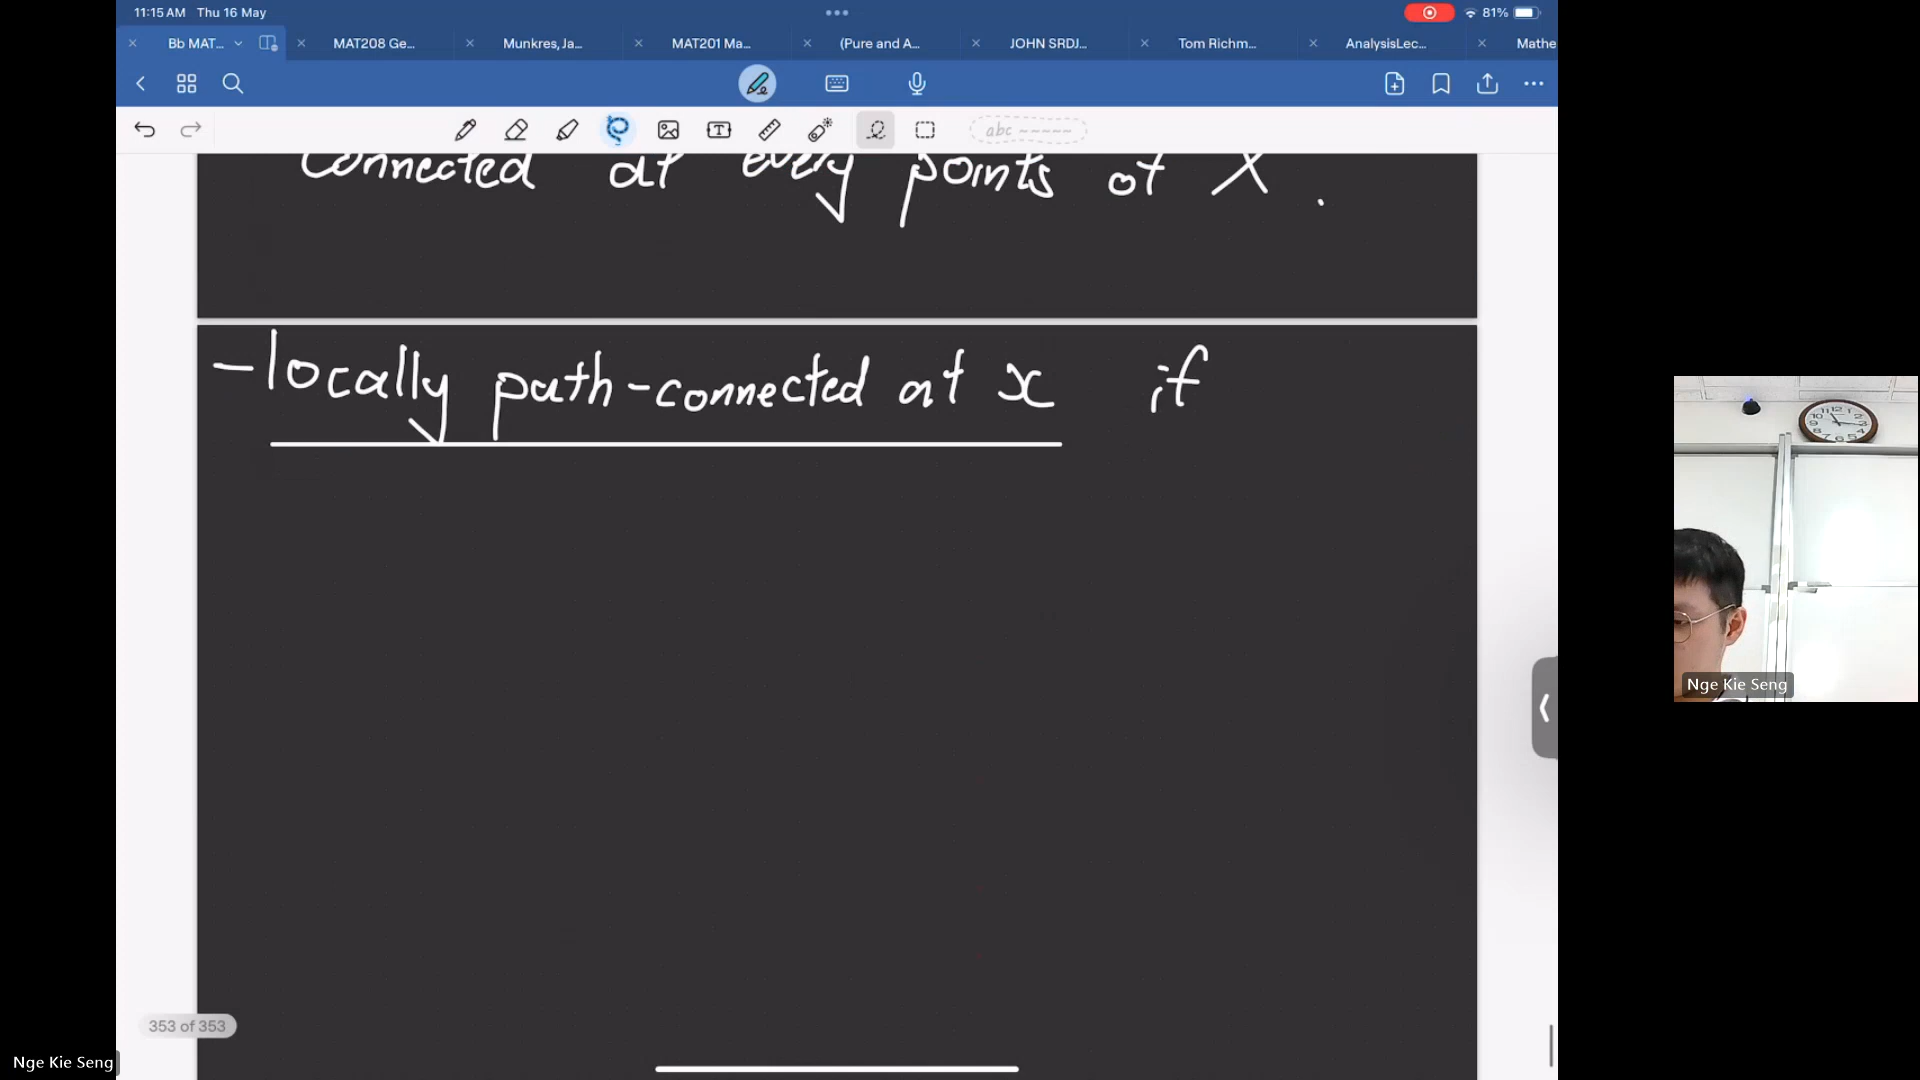 11:15 AM Thu 16 May
81%
Bb MAT...
MAT208 Ge...
Munkres, Ja...
MAT201 Ma...
(Pure and A...
JOHN SRDJ...
Tom Richm...
AnalysisLec...
Mathe
abc
connected at every points of X .
- locally path-connected at x if
353 of 353
Nge Kie Seng
Nge Kie Seng